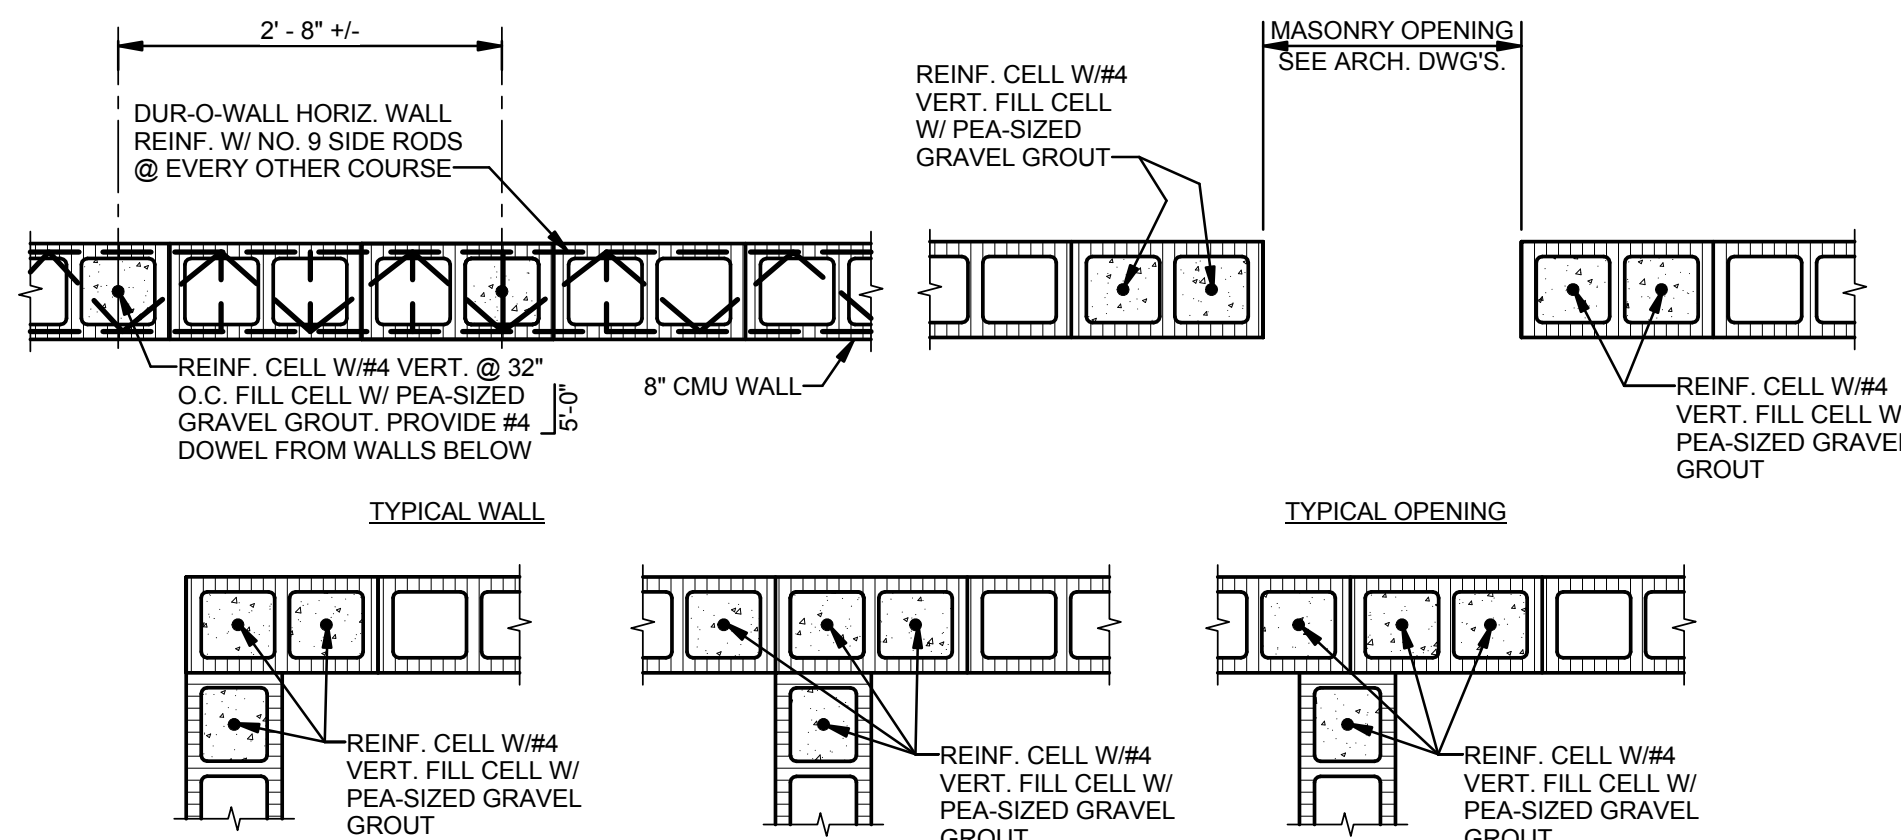 2' - 8" +/-
DUR-O-WALL HORIZ. WALL
REINF. W/ NO. 9 SIDE RODS
@ EVERY OTHER COURSE
REINF. CELL W/#4 VERT. @ 32"
O.C. FILL CELL W/ PEA-SIZED
GRAVEL GROUT. PROVIDE #4
DOWEL FROM WALLS BELOW
5'-0"
8" CMU WALL
TYPICAL WALL
MASONRY OPENING
SEE ARCH. DWG'S.
REINF. CELL W/#4
VERT. FILL CELL
W/ PEA-SIZED
GRAVEL GROUT
REINF. CELL W/#4
VERT. FILL CELL W
PEA-SIZED GRAVEL
GROUT
TYPICAL OPENING
REINF. CELL W/#4
VERT. FILL CELL W/
PEA-SIZED GRAVEL
GROUT
REINF. CELL W/#4
VERT. FILL CELL W/
PEA-SIZED GRAVEL
GROUT
REINF. CELL W/#4
VERT. FILL CELL W/
PEA-SIZED GRAVEL
GROUT